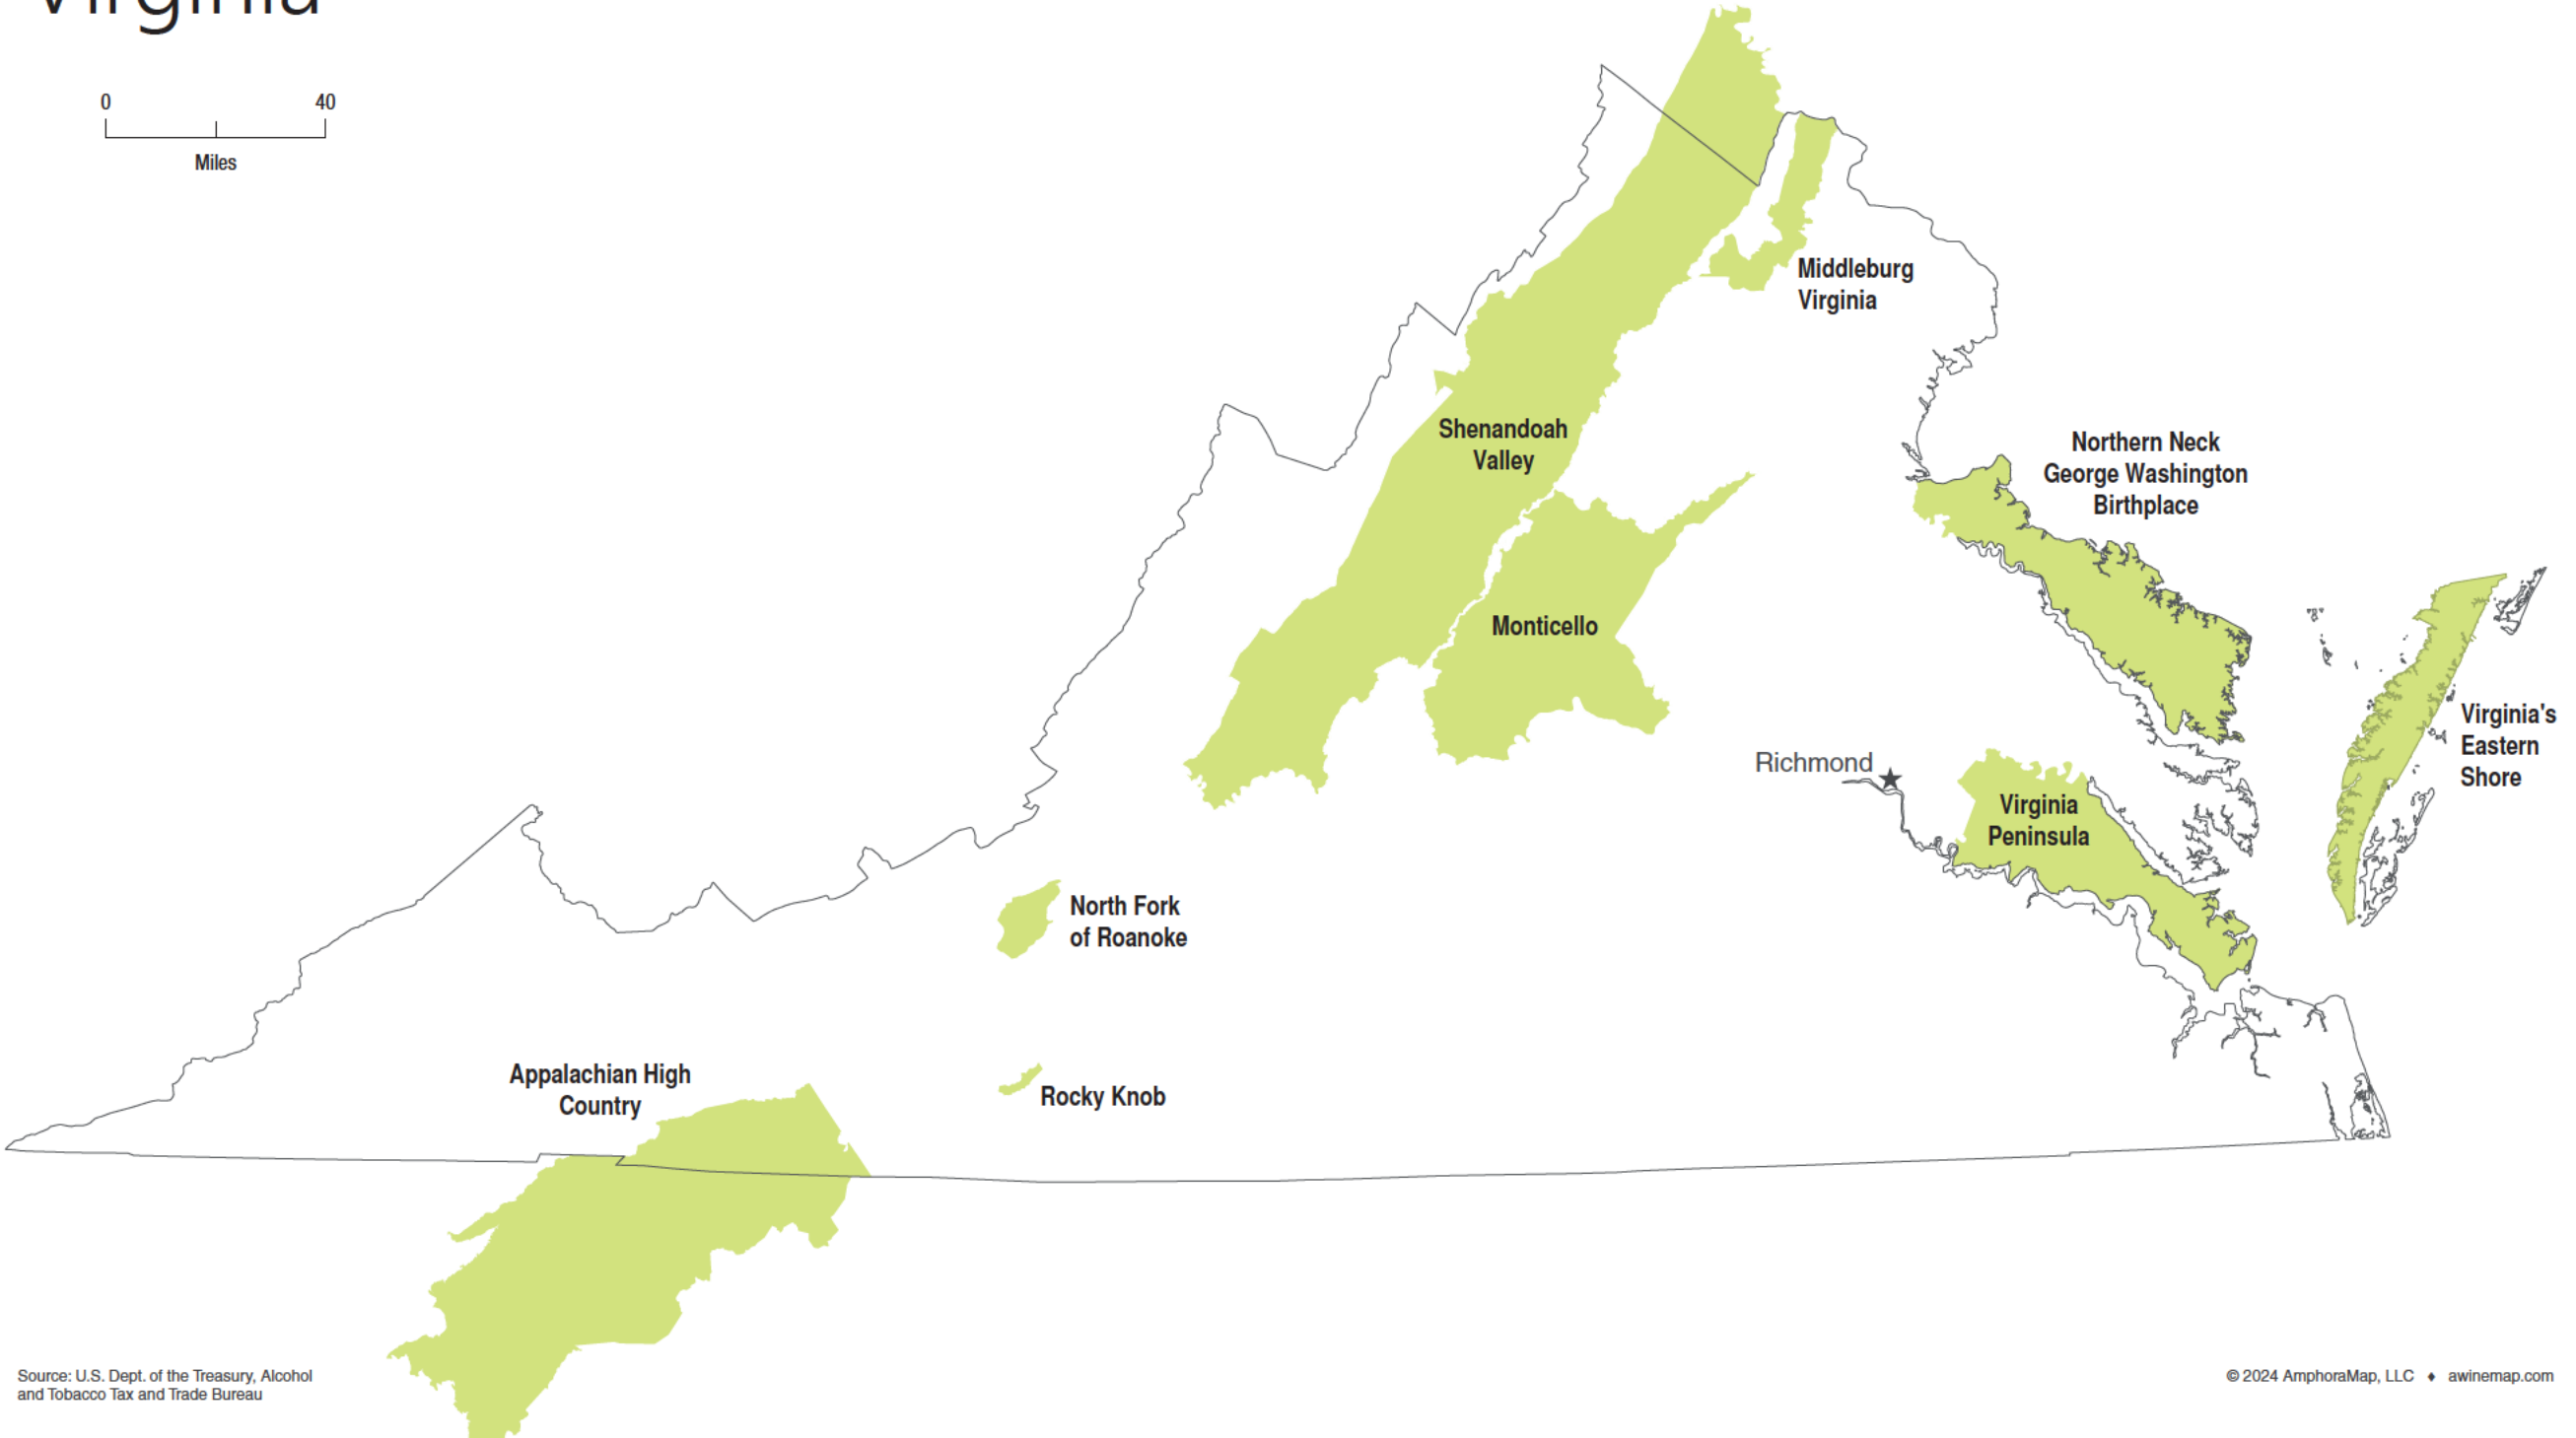 Virginia
0 40
Miles
Middleburg
Virginia
Shenandoah
Valley
Northern Neck
George Washington
Birthplace
Monticello
Virginia's
Eastern
Shore
Richmond
Virginia
Peninsula
North Fork
of Roanoke
Appalachian High
Country
Rocky Knob
Source: U.S. Dept. of the Treasury, Alcohol
and Tobacco Tax and Trade Bureau
© 2024 AmphoraMap, LLC ♦ awinemap.com